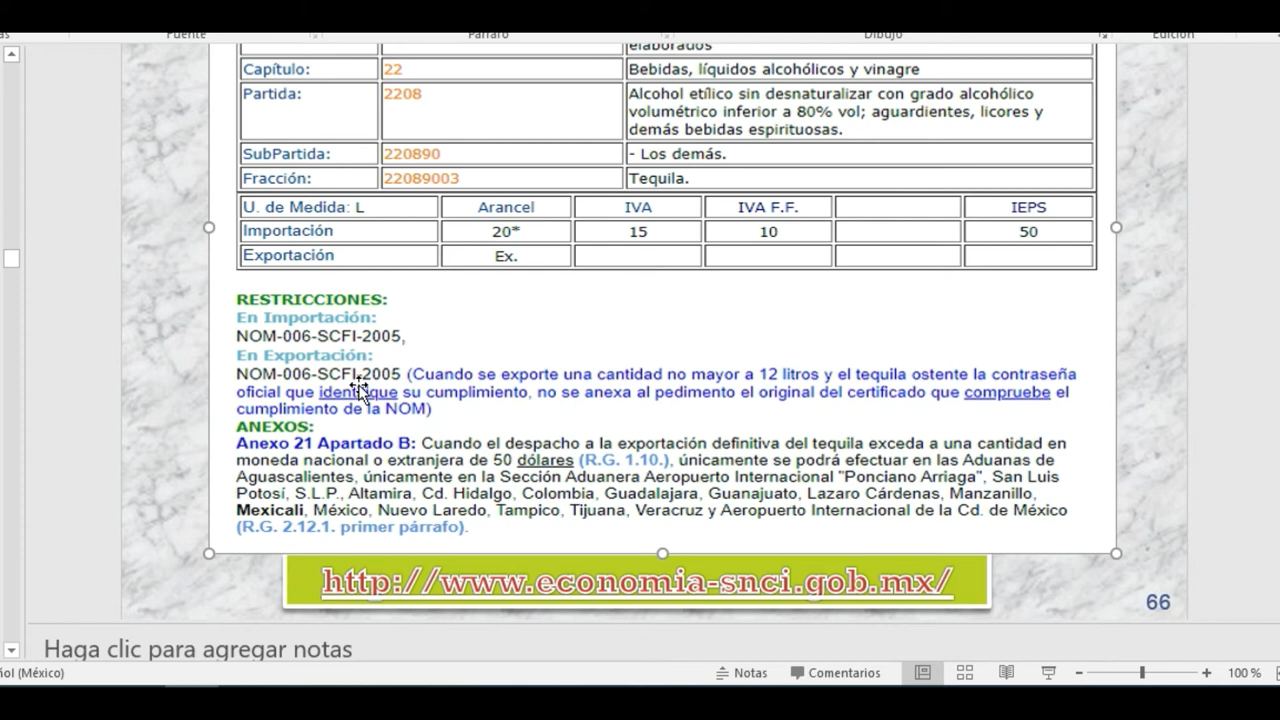 Fuente Párrafo Dibujo Edición
elaborados
Capítulo: 22 Bebidas, líquidos alcohólicos y vinagre
Partida: 2208 Alcohol etílico sin desnaturalizar con grado alcohólico
volumétrico inferior a 80% vol; aguardientes, licores y
demás bebidas espirituosas.
SubPartida: 220890 - Los demás.
Fracción: 22089003 Tequila.
U. de Medida: L Arancel IVA IVA F.F. IEPS
Importación 20* 15 10 50
Exportación Ex.
RESTRICCIONES:
En Importación:
NOM-006-SCFI-2005,
En Exportación:
NOM-006-SCFI-2005 (Cuando se exporte una cantidad no mayor a 12 litros y el tequila ostente la contraseña
oficial que identifique su cumplimiento, no se anexa al pedimento el original del certificado que compruebe el
cumplimiento de la NOM)
ANEXOS:
Anexo 21 Apartado B: Cuando el despacho a la exportación definitiva del tequila exceda a una cantidad en
moneda nacional o extranjera de 50 dólares (R.G. 1.10.), únicamente se podrá efectuar en las Aduanas de
Aguascalientes, únicamente en la Sección Aduanera Aeropuerto Internacional "Ponciano Arriaga", San Luis
Potosí, S.L.P., Altamira, Cd. Hidalgo, Colombia, Guadalajara, Guanajuato, Lazaro Cárdenas, Manzanillo,
Mexicali, México, Nuevo Laredo, Tampico, Tijuana, Veracruz y Aeropuerto Internacional de la Cd. de México
(R.G. 2.12.1. primer párrafo).
http://www.economia-snci.gob.mx/
66
Haga clic para agregar notas
ñol (México) Notas Comentarios 100 %